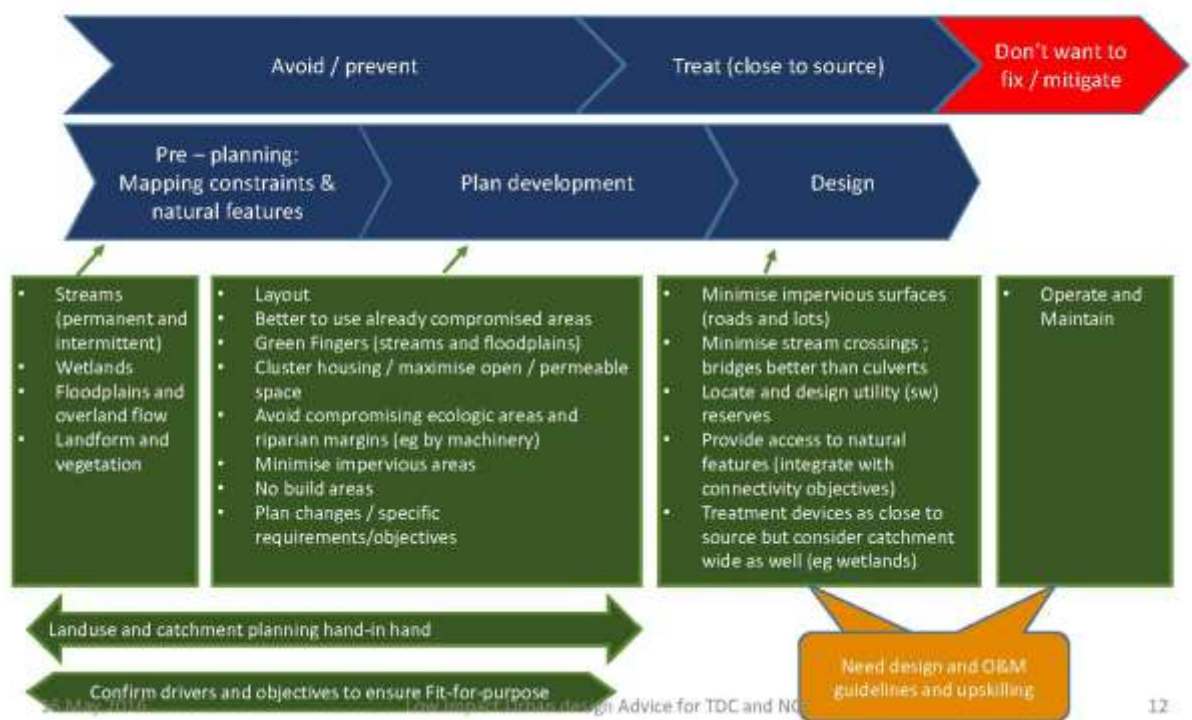 Avoid / prevent
Treat (close to source)
Don't want to
fix / mitigate
Pre – planning:
Mapping constraints &
natural features
Plan development
Design
• Streams
(permanent and
intermittent)
• Wetlands
• Floodplains and
overland flow
• Landform and
vegetation
• Layout
• Better to use already compromised areas
• Green Fingers (streams and floodplains)
• Cluster housing / maximise open / permeable
space
• Avoid compromising ecologic areas and
riparian margins (eg by machinery)
• Minimise impervious areas
• No build areas
• Plan changes / specific
requirements/objectives
• Minimise impervious surfaces
(roads and lots)
• Minimise stream crossings ;
bridges better than culverts
• Locate and design utility (sw)
reserves
• Provide access to natural
features (integrate with
connectivity objectives)
• Treatment devices as close to
source but consider catchment
wide as well (eg wetlands)
• Operate and
Maintain
Landuse and catchment planning hand-in hand
Confirm drivers and objectives to ensure Fit-for-purpose
Need design and O&M
guidelines and upskilling
May 2016
Low Impact Urban design Advice for TDC and
12